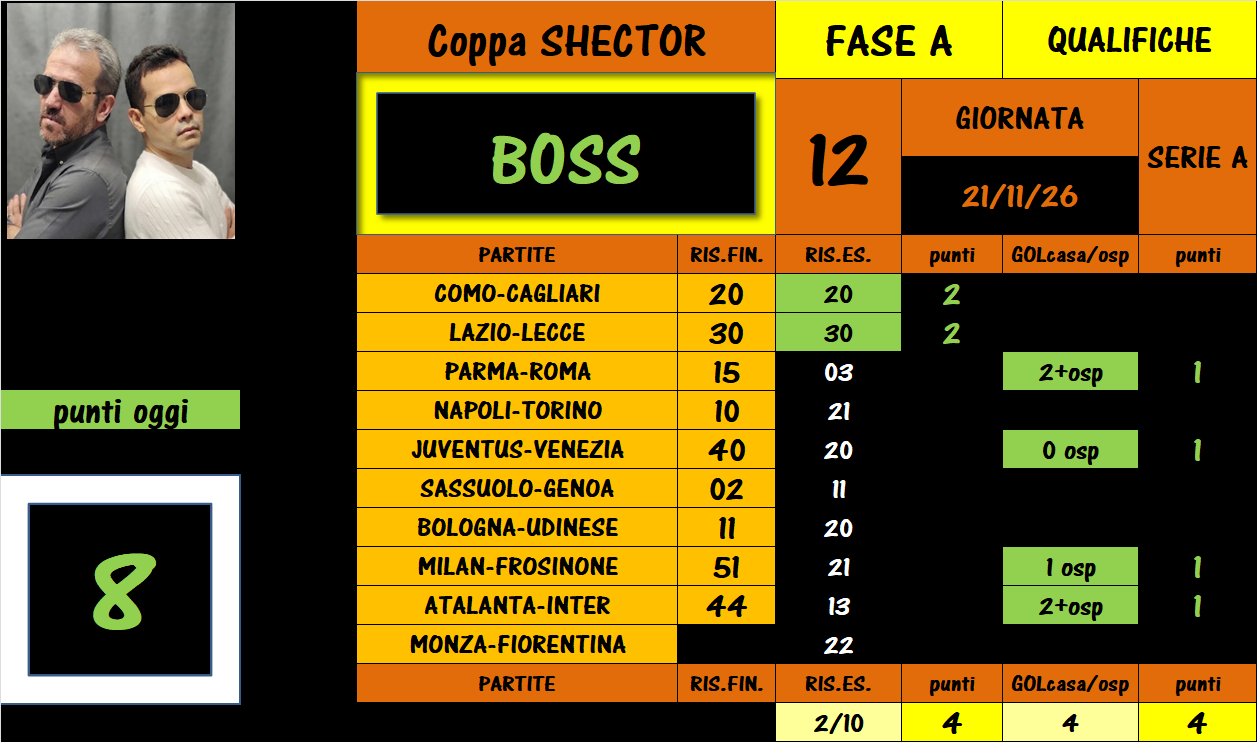 Coppa SHECTOR FASE A QUALIFICHE
BOSS 12 GIORNATA SERIE A
21/11/26
PARTITE RIS.FIN. RIS.ES. punti GOLcasa/osp punti
COMO-CAGLIARI 20 20 2
LAZIO-LECCE 30 30 2
PARMA-ROMA 15 03 2+osp 1
NAPOLI-TORINO 10 21
punti oggi
JUVENTUS-VENEZIA 40 20 0 osp 1
SASSUOLO-GENOA 02 11
BOLOGNA-UDINESE 11 20
MILAN-FROSINONE 51 21 1 osp 1
8
ATALANTA-INTER 44 13 2+osp 1
MONZA-FIORENTINA 22
PARTITE RIS.FIN. RIS.ES. punti GOLcasa/osp punti
2/10 4 4 4